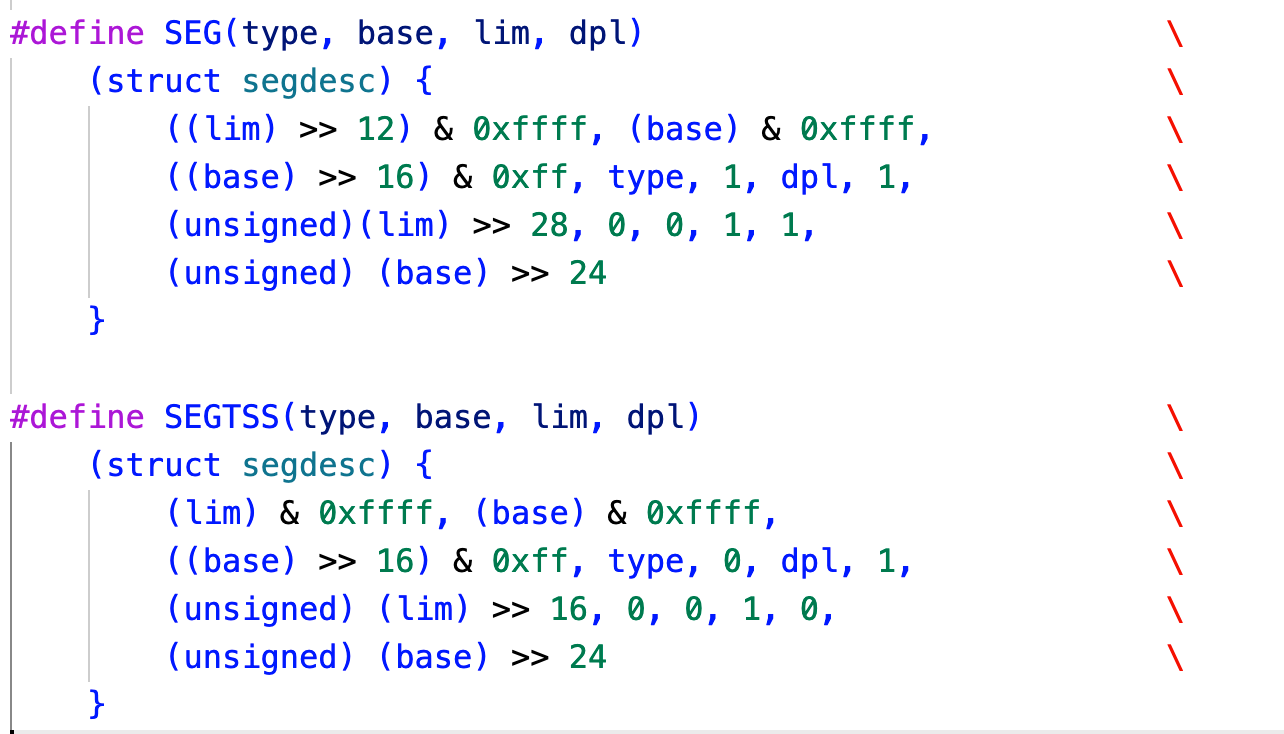 #define SEG(type, base, lim, dpl) \
(struct segdesc) { \
((lim) >> 12) & 0xffff, (base) & 0xffff, \
((base) >> 16) & 0xff, type, 1, dpl, 1, \
(unsigned)(lim) >> 28, 0, 0, 1, 1, \
(unsigned) (base) >> 24 \
}
#define SEGTSS(type, base, lim, dpl) \
(struct segdesc) { \
(lim) & 0xffff, (base) & 0xffff, \
((base) >> 16) & 0xff, type, 0, dpl, 1, \
(unsigned) (lim) >> 16, 0, 0, 1, 0, \
(unsigned) (base) >> 24 \
}